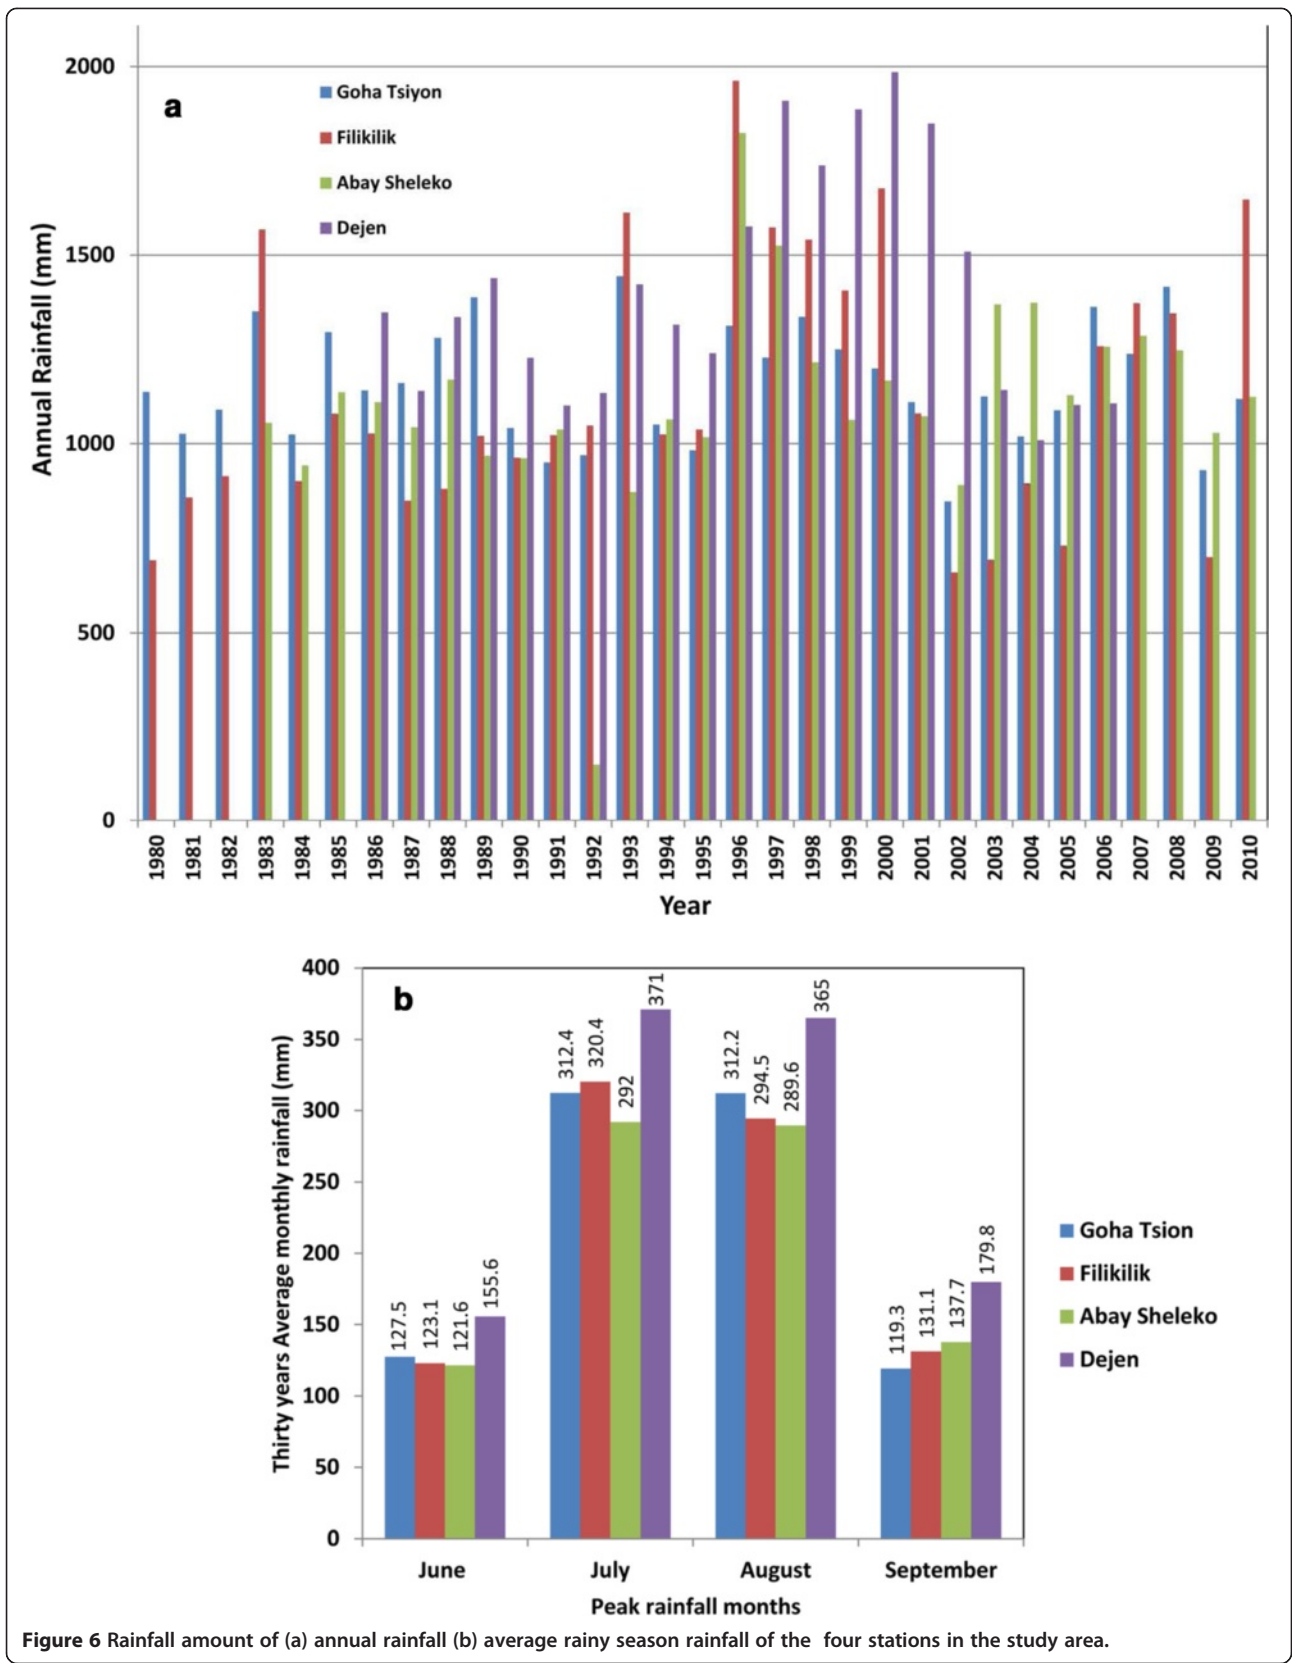 a
Goha Tsiyon
Filikilik
Abay Sheleko
Dejen
Annual Rainfall (mm)
2000
1500
1000
500
0
1980 1981 1982 1983 1984 1985 1986 1987 1988 1989 1990 1991 1992 1993 1994 1995 1996 1997 1998 1999 2000 2001 2002 2003 2004 2005 2006 2007 2008 2009 2010
Year
b
Thirty years Average monthly rainfall (mm)
400
350
300
250
200
150
100
50
0
127.5 123.1 121.6 155.6
312.4 320.4 292 371
312.2 294.5 289.6 365
119.3 131.1 137.7 179.8
June July August September
Peak rainfall months
Goha Tsion
Filikilik
Abay Sheleko
Dejen
Figure 6 Rainfall amount of (a) annual rainfall (b) average rainy season rainfall of the four stations in the study area.